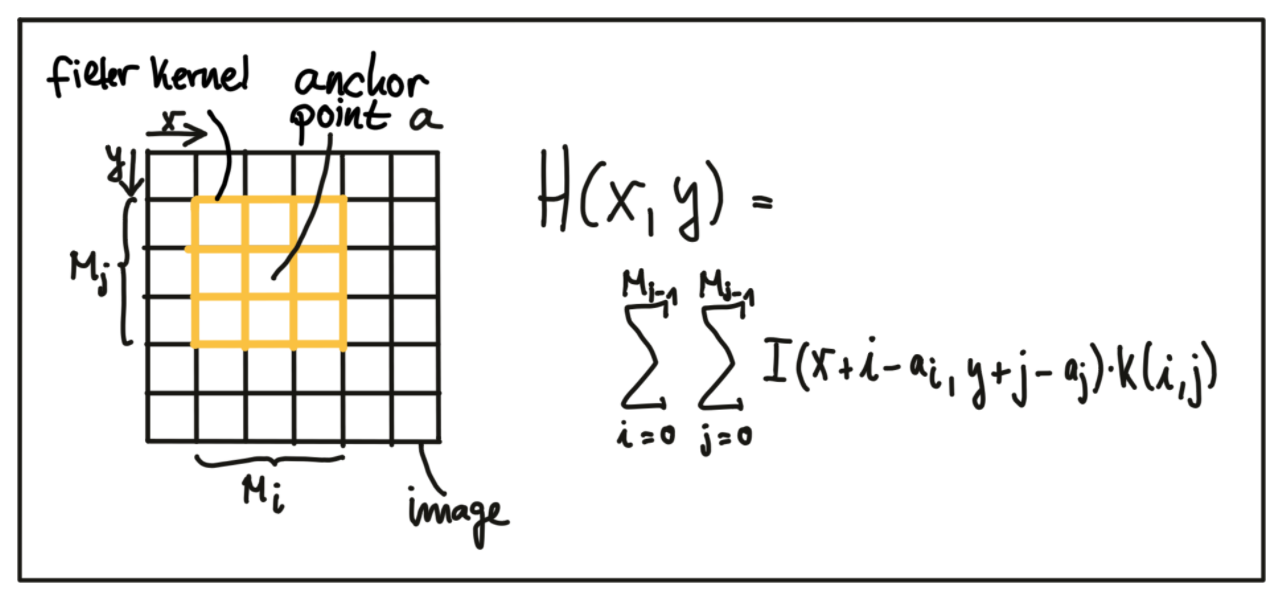 filter kernel
anchor
point a
x
y
M_j
M_i
image
H(x, y) =
∑_{i=0}^{M_i-1} ∑_{j=0}^{M_j-1} I(x+i-a_i, y+j-a_j)·K(i,j)